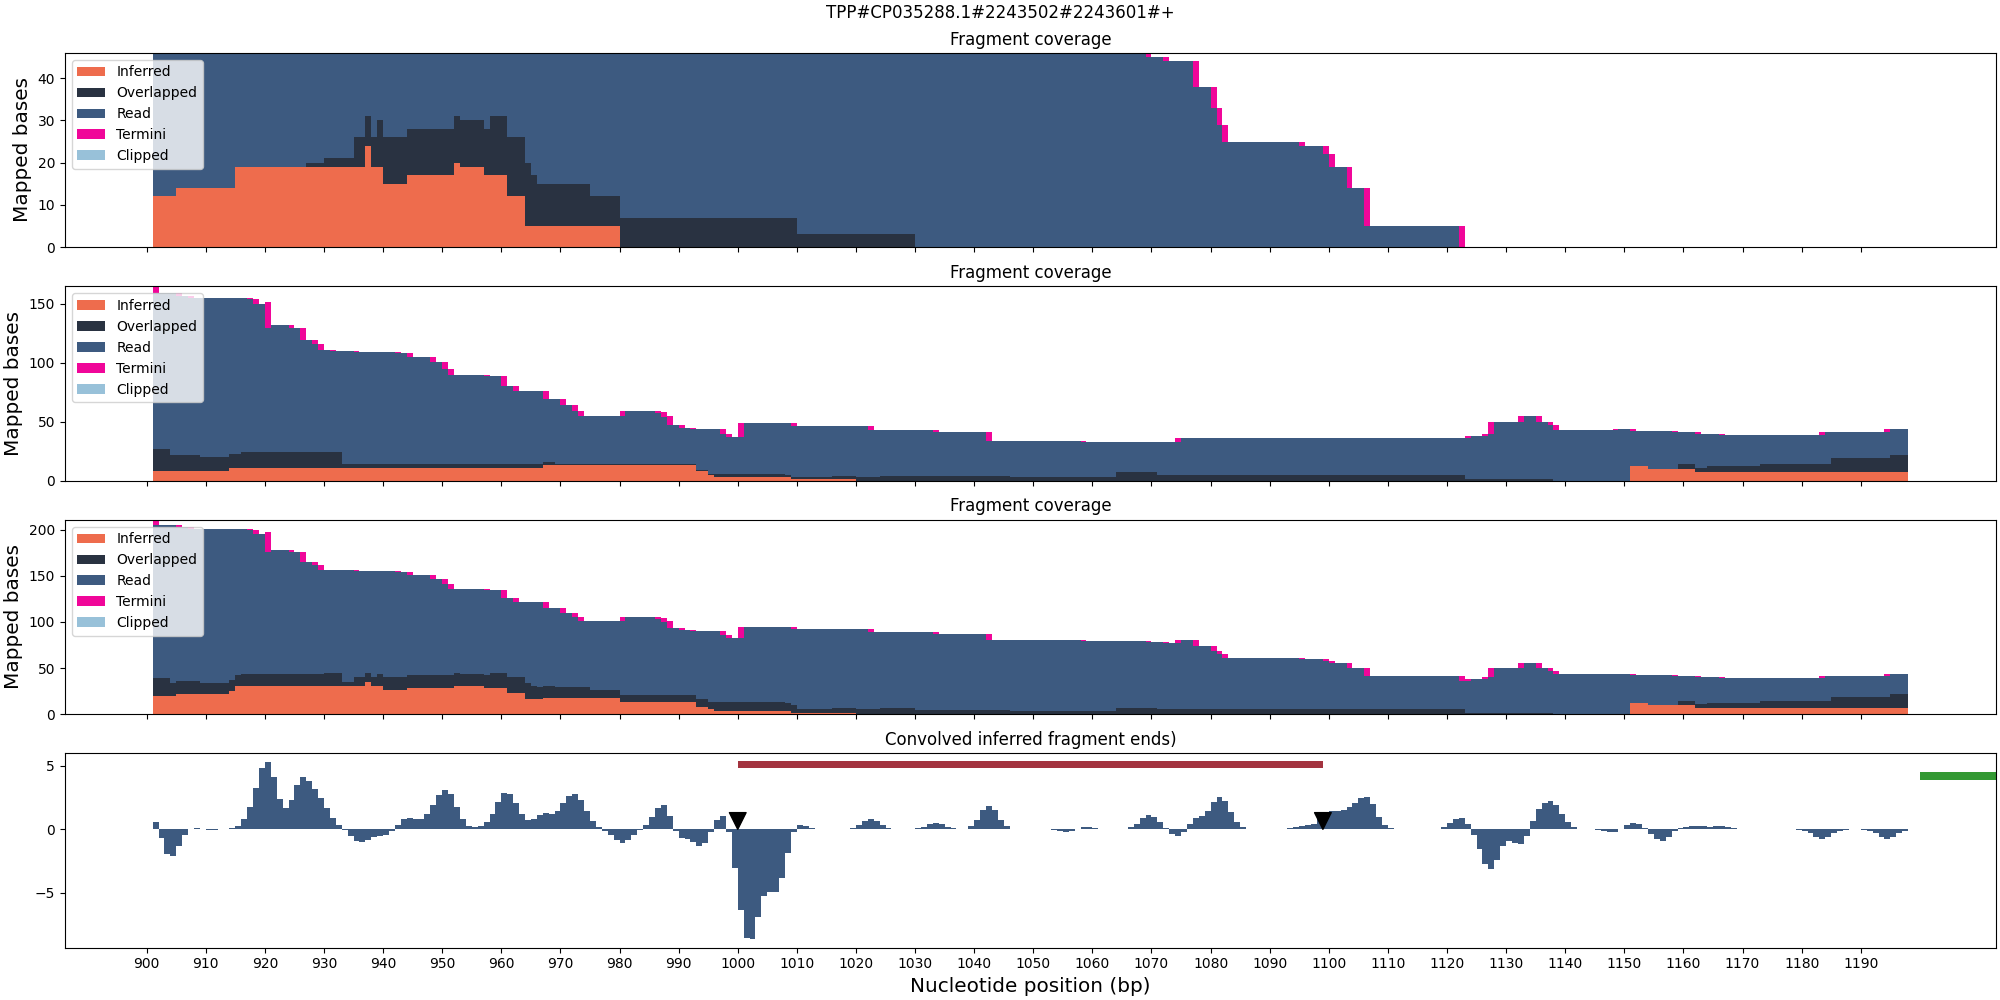 TPP#CP035288.1#2243502#2243601#+
Fragment coverage
Mapped bases
40
30
20
10
0
Inferred
Overlapped
Read
Termini
Clipped
Fragment coverage
Mapped bases
150
100
50
0
Inferred
Overlapped
Read
Termini
Clipped
Fragment coverage
Mapped bases
200
150
100
50
0
Inferred
Overlapped
Read
Termini
Clipped
Convolved inferred fragment ends)
5
0
−5
900 910 920 930 940 950 960 970 980 990 1000 1010 1020 1030 1040 1050 1060 1070 1080 1090 1100 1110 1120 1130 1140 1150 1160 1170 1180 1190
Nucleotide position (bp)